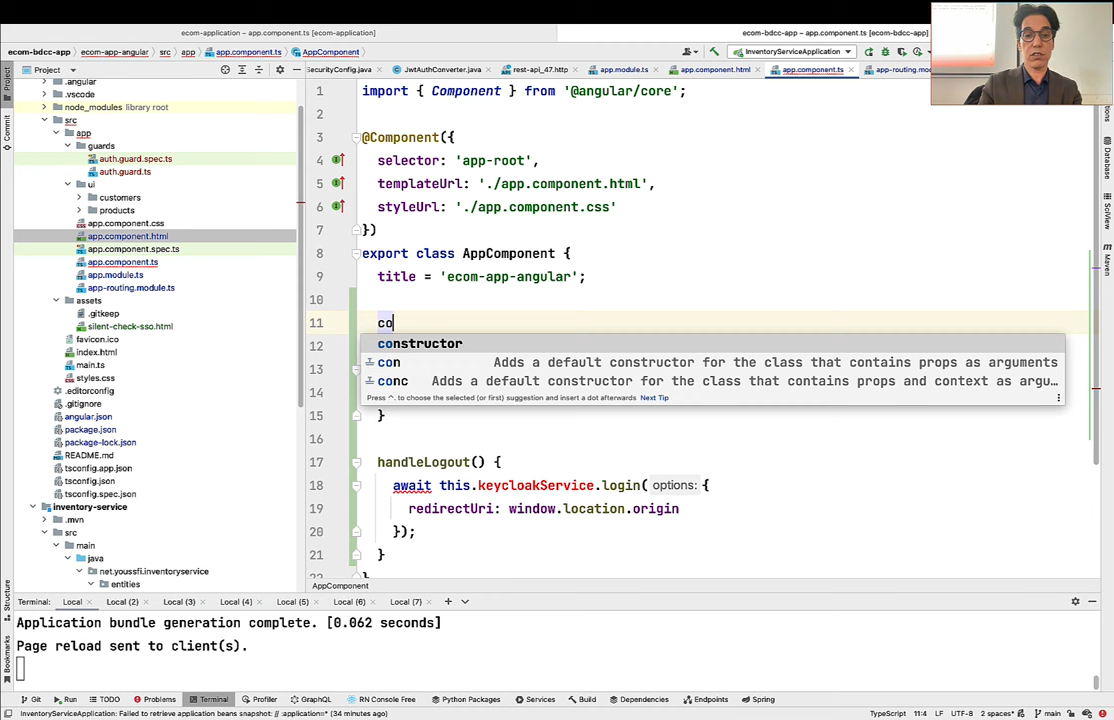 ecom-application – app.component.ts [ecom-application]
ecom-bdcc-app – app.component.ts [ecom-angular]
ecom-bdcc-app ecom-app-angular src app app.component.ts AppComponent
InventoryServiceApplication
Project
SecurityConfig.java JwtAuthConverter.java rest-api_47.http app.module.ts app.component.html app.component.ts app-routing.mod
.angular
.vscode
node_modules library root
src
app
guards
auth.guard.spec.ts
auth.guard.ts
ui
customers
products
app.component.css
app.component.html
app.component.spec.ts
app.component.ts
app.module.ts
app-routing.module.ts
assets
.gitkeep
silent-check-sso.html
favicon.ico
index.html
main.ts
styles.css
.editorconfig
.gitignore
angular.json
package.json
package-lock.json
README.md
tsconfig.app.json
tsconfig.json
tsconfig.spec.json
inventory-service
.mvn
src
main
java
net.youssfi.inventoryservice
entities
1 import { Component } from '@angular/core';
2
3 @Component({
4 selector: 'app-root',
5 templateUrl: './app.component.html',
6 styleUrl: './app.component.css'
7 })
8 export class AppComponent {
9 title = 'ecom-app-angular';
10
11 co
12
13
14
15 }
16
17 handleLogout() {
18 await this.keycloakService.login( options: {
19 redirectUri: window.location.origin
20 });
21 }
22 }
constructor
con Adds a default constructor for the class that contains props as arguments
conc Adds a default constructor for the class that contains props and context as argu…
Press ^. to choose the selected (or first) suggestion and insert a dot afterwards Next Tip
AppComponent
Project
Commit
Structure
Bookmarks
Database
SciView
Maven
Terminal: Local Local (2) Local (3) Local (4) Local (5) Local (6) Local (7)
Application bundle generation complete. [0.062 seconds]
Page reload sent to client(s).
Git Run TODO Problems Terminal Profiler GraphQL RN Console Free Python Packages Services Build Dependencies Endpoints Spring
InventoryServiceApplication: Failed to retrieve application beans snapshot: // :application=* (34 minutes ago)
TypeScript 11:4 LF UTF-8 2 spaces* main